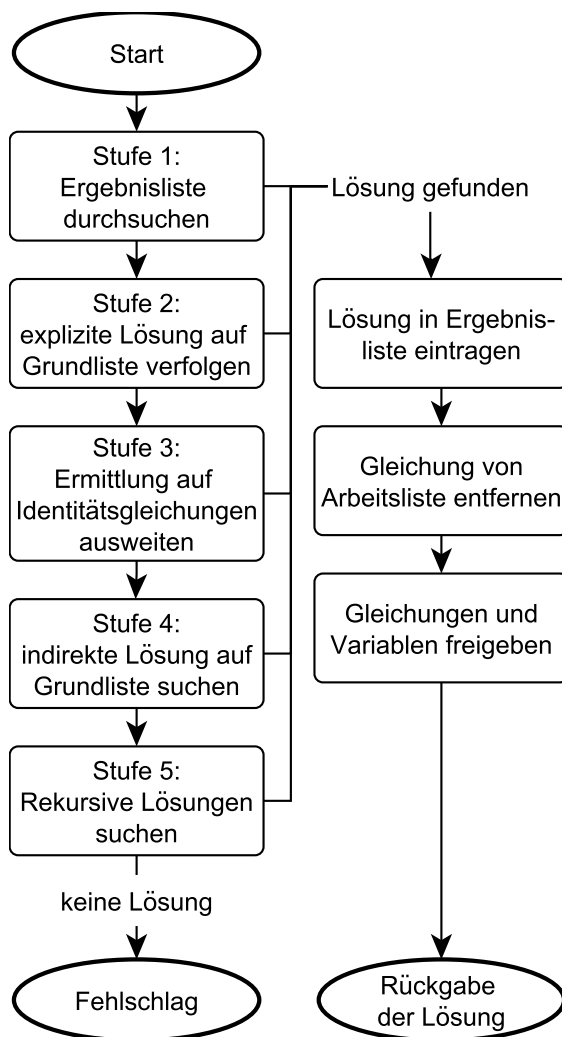 Start
Stufe 1:
Ergebnisliste
durchsuchen
Stufe 2:
explizite Lösung auf
Grundliste verfolgen
Stufe 3:
Ermittlung auf
Identitätsgleichungen
ausweiten
Stufe 4:
indirekte Lösung auf
Grundliste suchen
Stufe 5:
Rekursive Lösungen
suchen
keine Lösung
Fehlschlag
Lösung gefunden
Lösung in Ergebnis-
liste eintragen
Gleichung von
Arbeitsliste entfernen
Gleichungen und
Variablen freigeben
Rückgabe
der Lösung